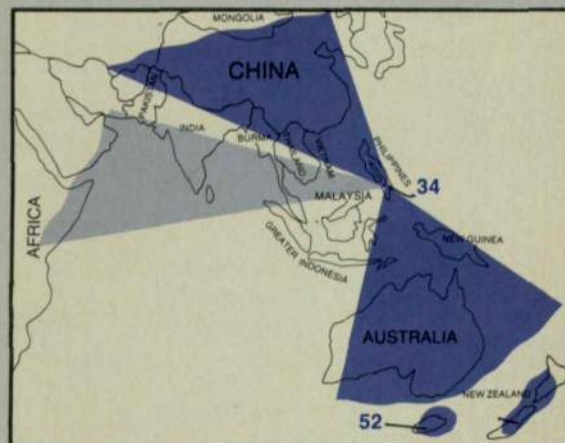 MONGOLIA
CHINA
PAKISTAN
INDIA
BURMA
THAILAND
VIETNAM
PHILIPPINES
34
MALAYSIA
AFRICA
GREATER INDONESIA
NEW GUINEA
AUSTRALIA
NEW ZEALAND
52